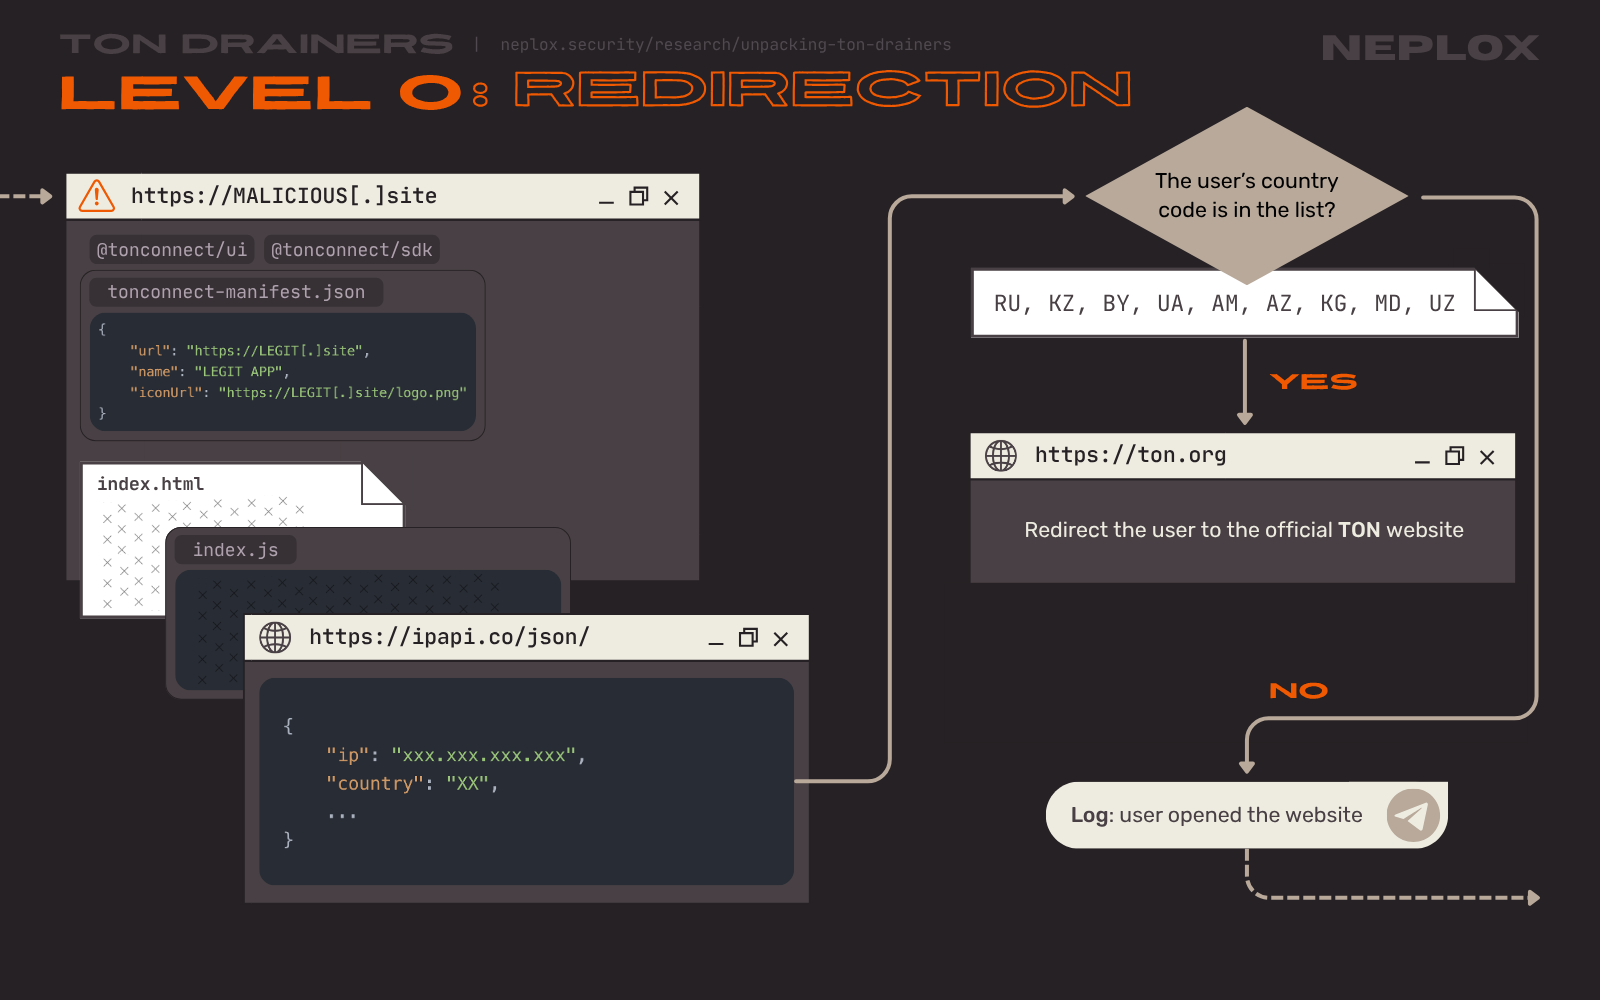 TON DRAINERS | neplox.security/research/unpacking-ton-drainers
NEPLOX
LEVEL 0: REDIRECTION
https://MALICIOUS[.]site
@tonconnect/ui @tonconnect/sdk
tonconnect-manifest.json
{
"url": "https://LEGIT[.]site",
"name": "LEGIT APP",
"iconUrl": "https://LEGIT[.]site/logo.png"
}
index.html
index.js
https://ipapi.co/json/
{
"ip": "xxx.xxx.xxx.xxx",
"country": "XX",
...
}
The user's country
code is in the list?
RU, KZ, BY, UA, AM, AZ, KG, MD, UZ
YES
https://ton.org
Redirect the user to the official TON website
NO
Log: user opened the website